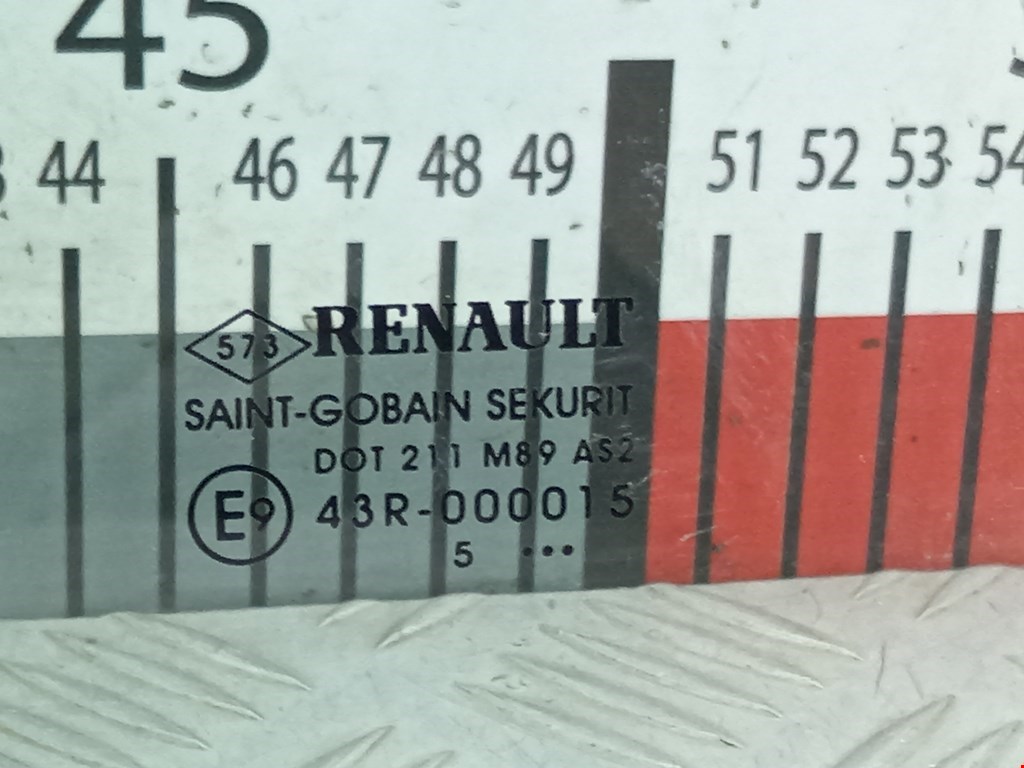 45
44 46 47 48 49 51 52 53 54
573 RENAULT
SAINT-GOBAIN SEKURIT
DOT 211 M89 AS2
E9 43R-000015
5 •••